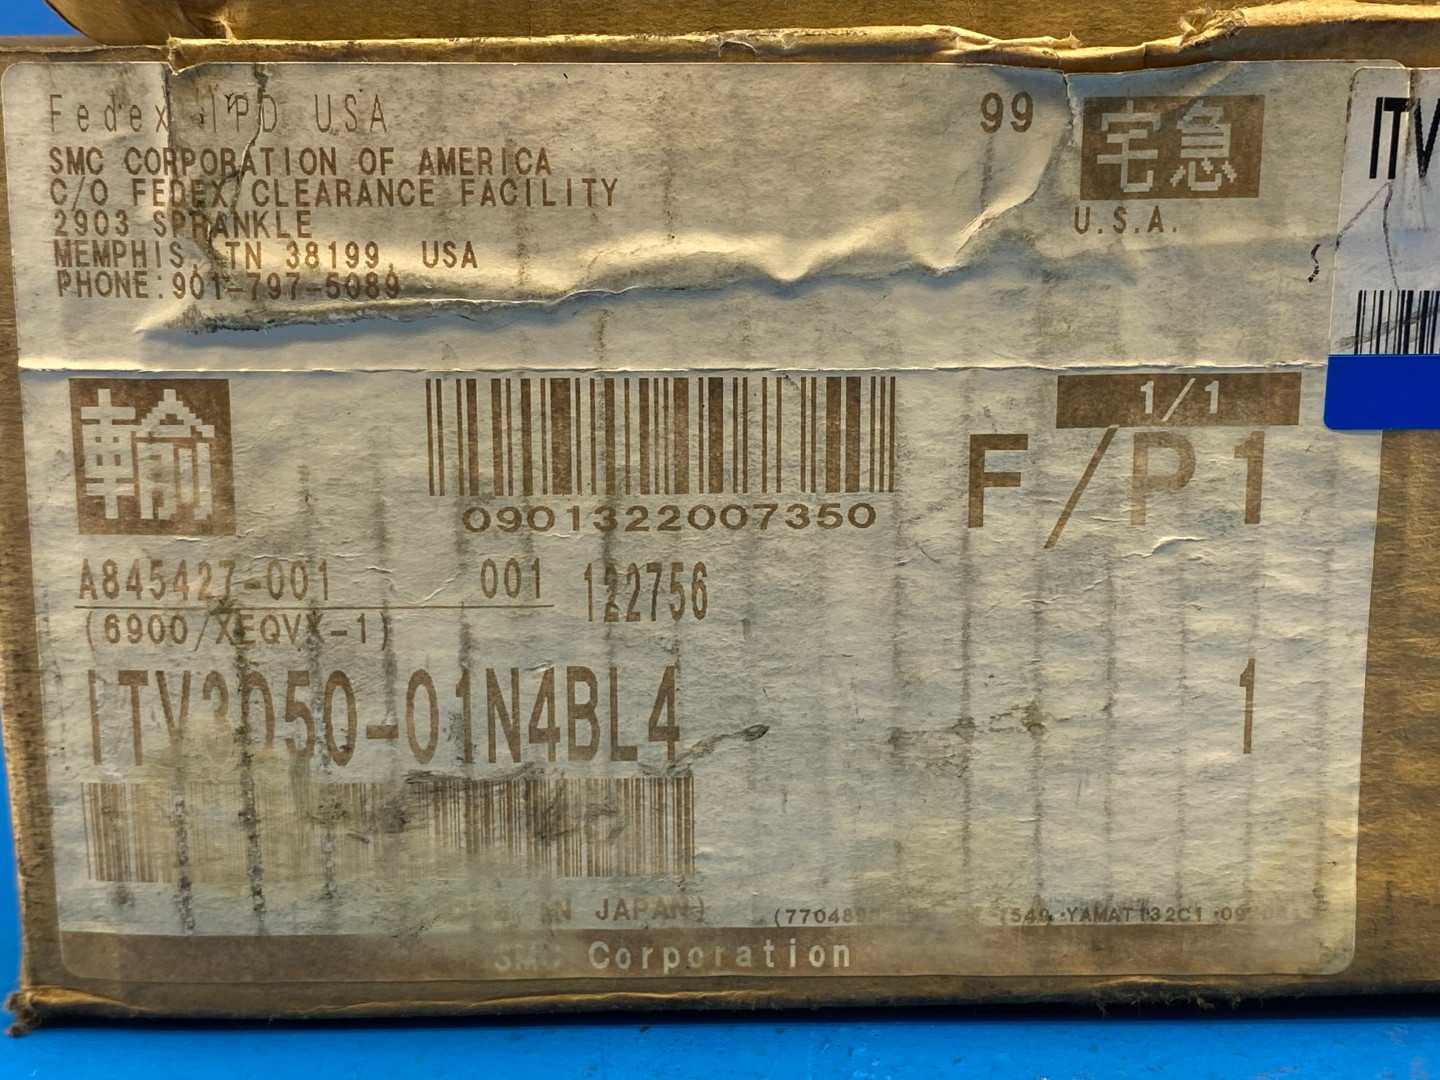 Fedex IPD USA
99
宅急
ITV
SMC CORPORATION OF AMERICA
C/O FEDEX CLEARANCE FACILITY
2903 SPRANKLE
U.S.A.
MEMPHIS, TN 38199, USA
PHONE:901-797-5089
輸
1/1
F/P1
0901322007350
A845427-001 001 122756
(6900/XEQVX-1)
ITV3050-01N4BL4 1
IN JAPAN)
SMC Corporation